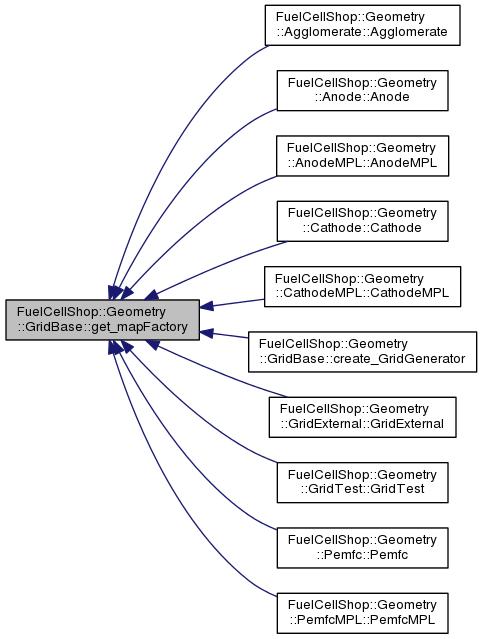 FuelCellShop::Geometry
::Agglomerate::Agglomerate
FuelCellShop::Geometry
::Anode::Anode
FuelCellShop::Geometry
::AnodeMPL::AnodeMPL
FuelCellShop::Geometry
::Cathode::Cathode
FuelCellShop::Geometry
::CathodeMPL::CathodeMPL
FuelCellShop::Geometry
::GridBase::get_mapFactory
FuelCellShop::Geometry
::GridBase::create_GridGenerator
FuelCellShop::Geometry
::GridExternal::GridExternal
FuelCellShop::Geometry
::GridTest::GridTest
FuelCellShop::Geometry
::Pemfc::Pemfc
FuelCellShop::Geometry
::PemfcMPL::PemfcMPL